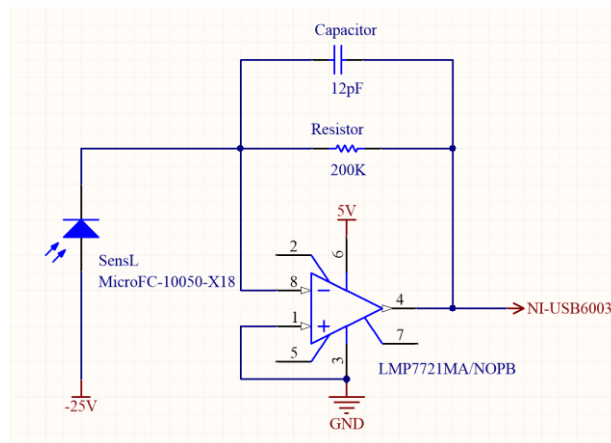 Capacitor
12pF
Resistor
200K
5V
2
6
SensL
MicroFC-10050-X18
8
4
NI-USB6003
1
7
5
3
LMP7721MA/NOPB
-25V
GND